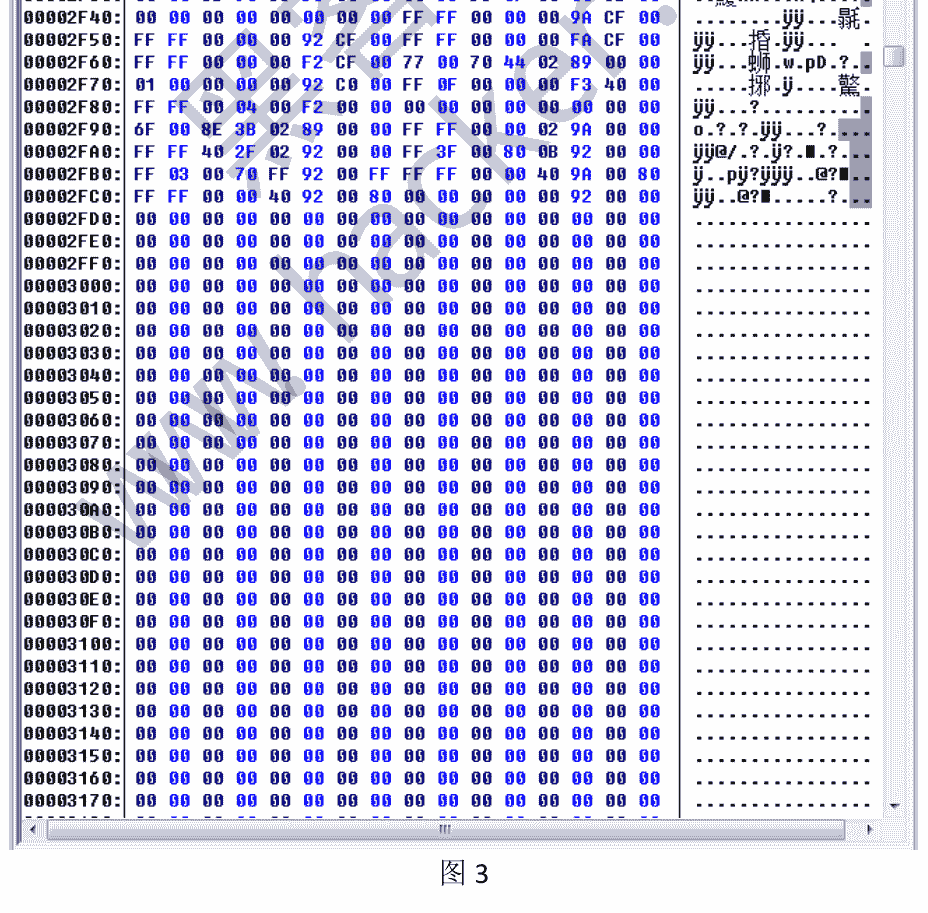 00002F40: 00 00 00 00 00 00 00 00 FF FF 00 00 00 9A CF 00 ........ÿÿ...
00002F50: FF FF 00 00 00 92 CF 00 FF FF 00 00 00 FA CF 00 ÿÿ...
00002F60: FF FF 00 00 00 F2 CF 00 77 00 70 44 02 89 00 00 ÿÿ...蛳.w.pD.?..
00002F70: 01 00 00 00 00 92 C0 00 FF 0F 00 00 00 F3 40 00
00002F80: FF FF 00 04 00 F2 00 00 00 00 00 00 00 00 00 00 ÿÿ...?..........
00002F90: 6F 00 8E 3B 02 89 00 00 FF FF 00 00 02 9A 00 00 o.?.?.ÿÿ...?....
00002FA0: FF FF 40 2F 02 92 00 00 FF 3F 00 80 0B 92 00 00 ÿÿ@/.?.ÿ?.■.?...
00002FB0: FF 03 00 70 FF 92 00 FF FF FF 00 00 40 9A 00 80 ÿ..pÿ?ÿÿÿÿ..@?■..
00002FC0: FF FF 00 00 40 92 00 80 00 00 00 00 00 92 00 00 ÿÿ..@?■.....?...
00002FD0: 00 00 00 00 00 00 00 00 00 00 00 00 00 00 00 00 ................
00002FE0: 00 00 00 00 00 00 00 00 00 00 00 00 00 00 00 00 ................
00002FF0: 00 00 00 00 00 00 00 00 00 00 00 00 00 00 00 00 ................
00003000: 00 00 00 00 00 00 00 00 00 00 00 00 00 00 00 00 ................
00003010: 00 00 00 00 00 00 00 00 00 00 00 00 00 00 00 00 ................
00003020: 00 00 00 00 00 00 00 00 00 00 00 00 00 00 00 00 ................
00003030: 00 00 00 00 00 00 00 00 00 00 00 00 00 00 00 00 ................
00003040: 00 00 00 00 00 00 00 00 00 00 00 00 00 00 00 00 ................
00003050: 00 00 00 00 00 00 00 00 00 00 00 00 00 00 00 00 ................
00003060: 00 00 00 00 00 00 00 00 00 00 00 00 00 00 00 00 ................
00003070: 00 00 00 00 00 00 00 00 00 00 00 00 00 00 00 00 ................
00003080: 00 00 00 00 00 00 00 00 00 00 00 00 00 00 00 00 ................
00003090: 00 00 00 00 00 00 00 00 00 00 00 00 00 00 00 00 ................
000030A0: 00 00 00 00 00 00 00 00 00 00 00 00 00 00 00 00 ................
000030B0: 00 00 00 00 00 00 00 00 00 00 00 00 00 00 00 00 ................
000030C0: 00 00 00 00 00 00 00 00 00 00 00 00 00 00 00 00 ................
000030D0: 00 00 00 00 00 00 00 00 00 00 00 00 00 00 00 00 ................
000030E0: 00 00 00 00 00 00 00 00 00 00 00 00 00 00 00 00 ................
000030F0: 00 00 00 00 00 00 00 00 00 00 00 00 00 00 00 00 ................
00003100: 00 00 00 00 00 00 00 00 00 00 00 00 00 00 00 00 ................
00003110: 00 00 00 00 00 00 00 00 00 00 00 00 00 00 00 00 ................
00003120: 00 00 00 00 00 00 00 00 00 00 00 00 00 00 00 00 ................
00003130: 00 00 00 00 00 00 00 00 00 00 00 00 00 00 00 00 ................
00003140: 00 00 00 00 00 00 00 00 00 00 00 00 00 00 00 00 ................
00003150: 00 00 00 00 00 00 00 00 00 00 00 00 00 00 00 00 ................
00003160: 00 00 00 00 00 00 00 00 00 00 00 00 00 00 00 00 ................
00003170: 00 00 00 00 00 00 00 00 00 00 00 00 00 00 00 00 ................
www.hacker.
图 3